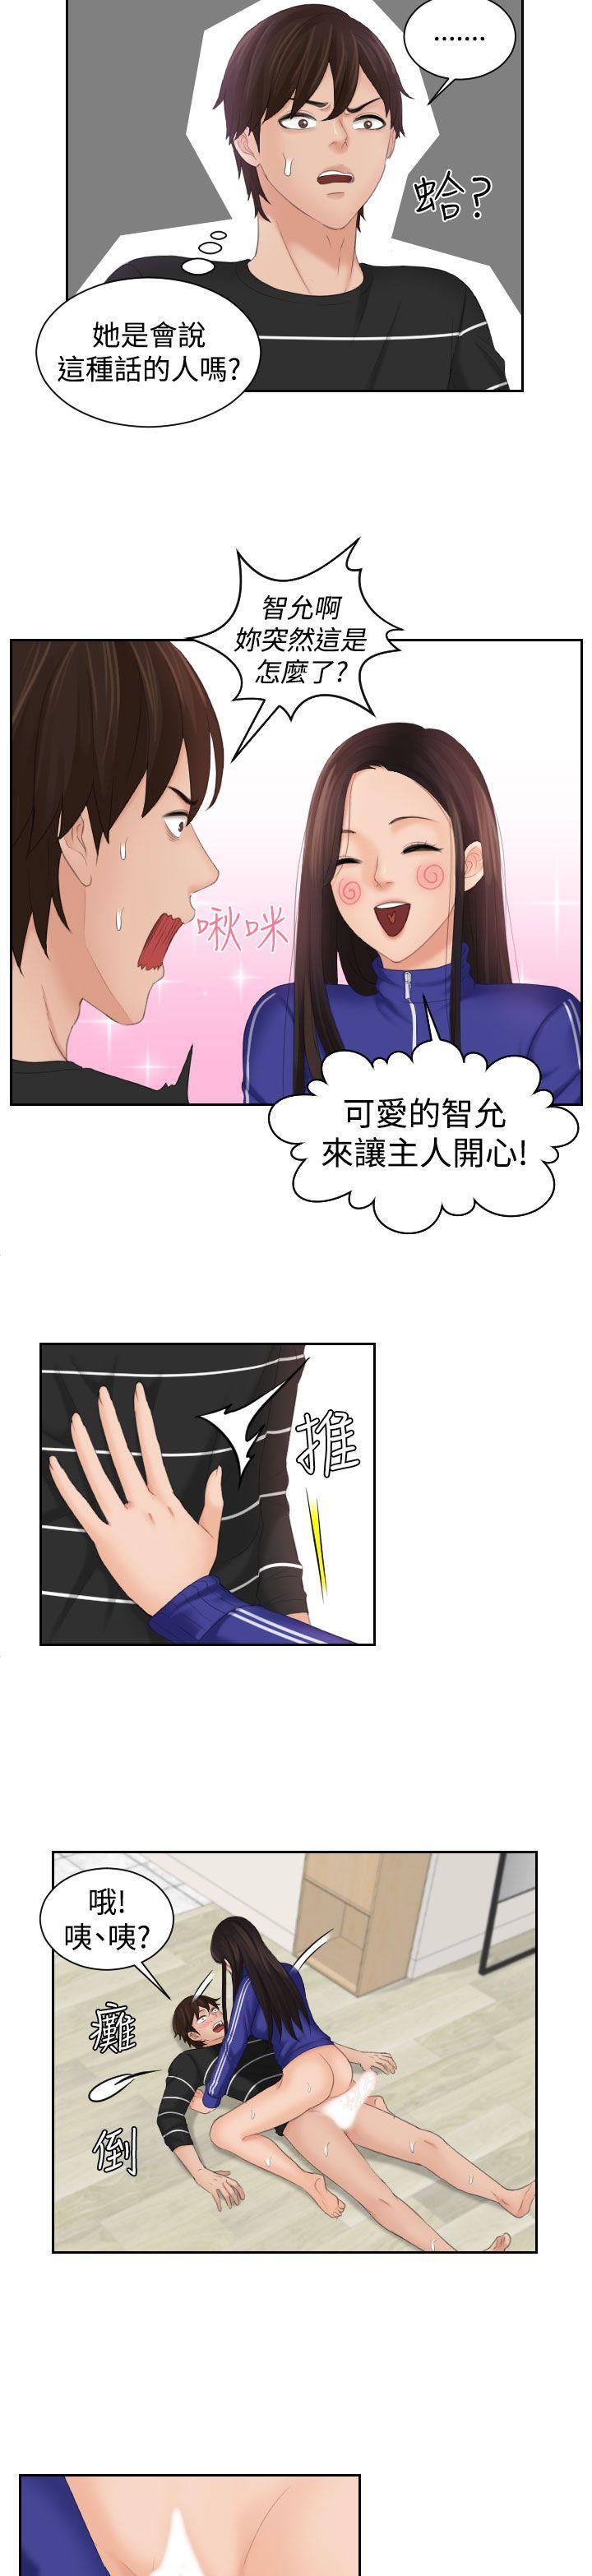 .......
蛤?
她是會說
這種話的人嗎?
智允啊
妳突然這是
怎麼了?
啾咪
可愛的智允
來讓主人開心!
推
哦!
咦、咦?
癱
倒